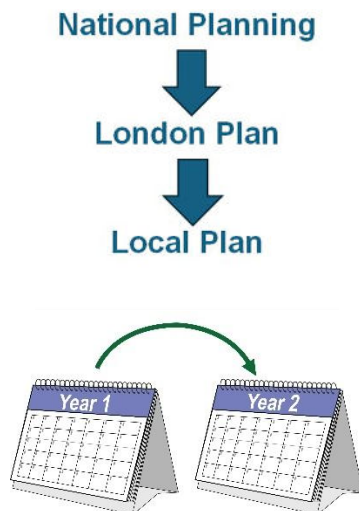 National Planning
London Plan
Local Plan
Year 1
Year 2